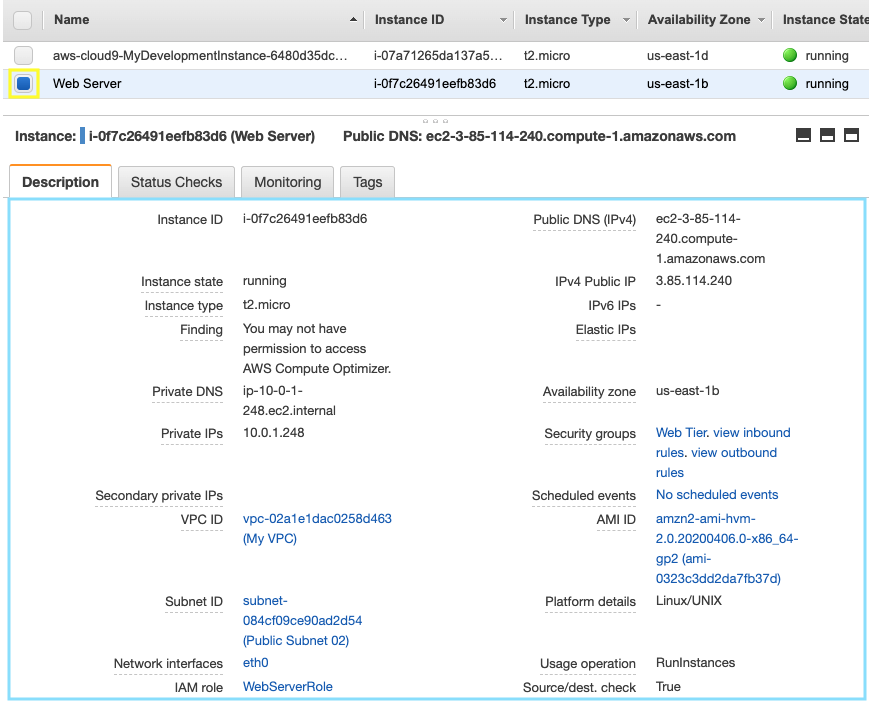 Name Instance ID Instance Type Availability Zone Instance State
aws-cloud9-MyDevelopmentInstance-6480d35dc... i-07a71265da137a5... t2.micro us-east-1d running
Web Server i-0f7c26491eefb83d6 t2.micro us-east-1b running
Instance: i-0f7c26491eefb83d6 (Web Server) Public DNS: ec2-3-85-114-240.compute-1.amazonaws.com
Description Status Checks Monitoring Tags
Instance ID i-0f7c26491eefb83d6
Instance state running
Instance type t2.micro
Finding You may not have
permission to access
AWS Compute Optimizer.
Private DNS ip-10-0-1-
248.ec2.internal
Private IPs 10.0.1.248
Secondary private IPs
VPC ID vpc-02a1e1dac0258d463
(My VPC)
Subnet ID subnet-
084cf09ce90ad2d54
(Public Subnet 02)
Network interfaces eth0
IAM role WebServerRole
Public DNS (IPv4) ec2-3-85-114-
240.compute-
1.amazonaws.com
IPv4 Public IP 3.85.114.240
IPv6 IPs -
Elastic IPs
Availability zone us-east-1b
Security groups Web Tier. view inbound
rules. view outbound
rules
Scheduled events No scheduled events
AMI ID amzn2-ami-hvm-
2.0.20200406.0-x86_64-
gp2 (ami-
0323c3dd2da7fb37d)
Platform details Linux/UNIX
Usage operation RunInstances
Source/dest. check True